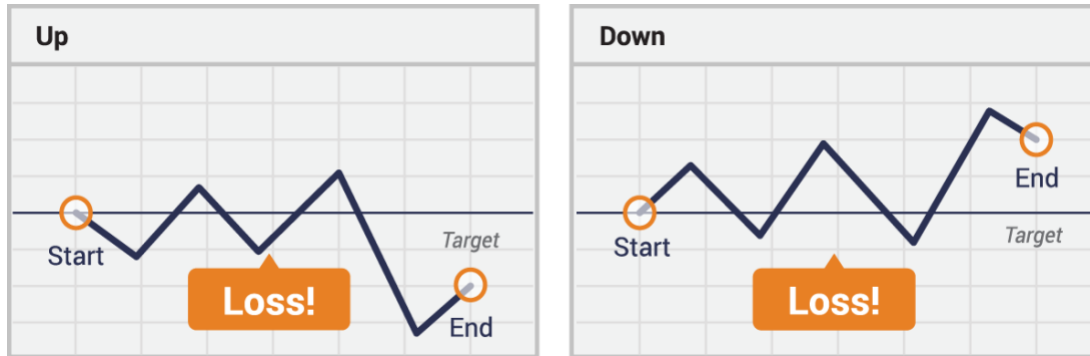 Up
Start
Target
Loss!
End
Down
End
Start
Target
Loss!